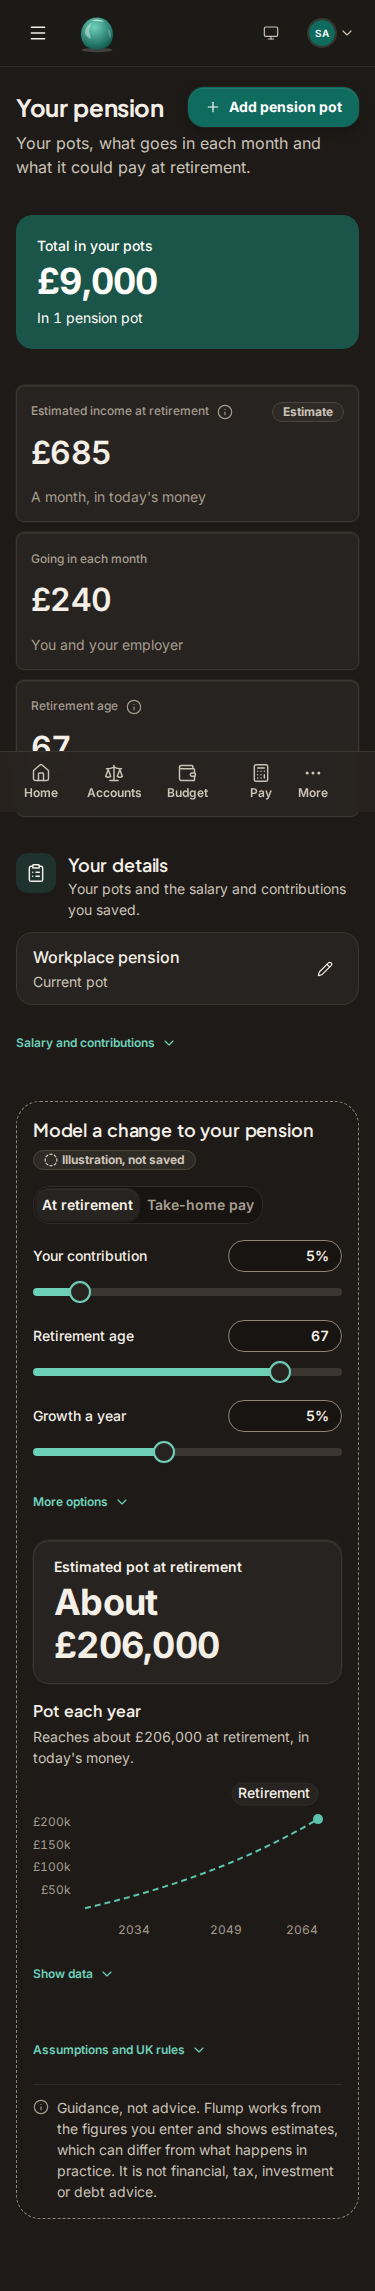 SA
Your pension
Add pension pot
Your pots, what goes in each month and
what it could pay at retirement.
Total in your pots
£9,000
In 1 pension pot
Estimated income at retirement
Estimate
£685
A month, in today's money
Going in each month
£240
You and your employer
Retirement age
67
Home
Accounts
Budget
Pay
More
Your details
Your pots and the salary and contributions
you saved.
Workplace pension
Current pot
Salary and contributions
Model a change to your pension
Illustration, not saved
At retirement
Take-home pay
Your contribution
5%
Retirement age
67
Growth a year
5%
More options
Estimated pot at retirement
About
£206,000
Pot each year
Reaches about £206,000 at retirement, in
today's money.
Retirement
£200k
£150k
£100k
£50k
2034
2049
2064
Show data
Assumptions and UK rules
Guidance, not advice. Flump works from
the figures you enter and shows estimates,
which can differ from what happens in
practice. It is not financial, tax, investment
or debt advice.